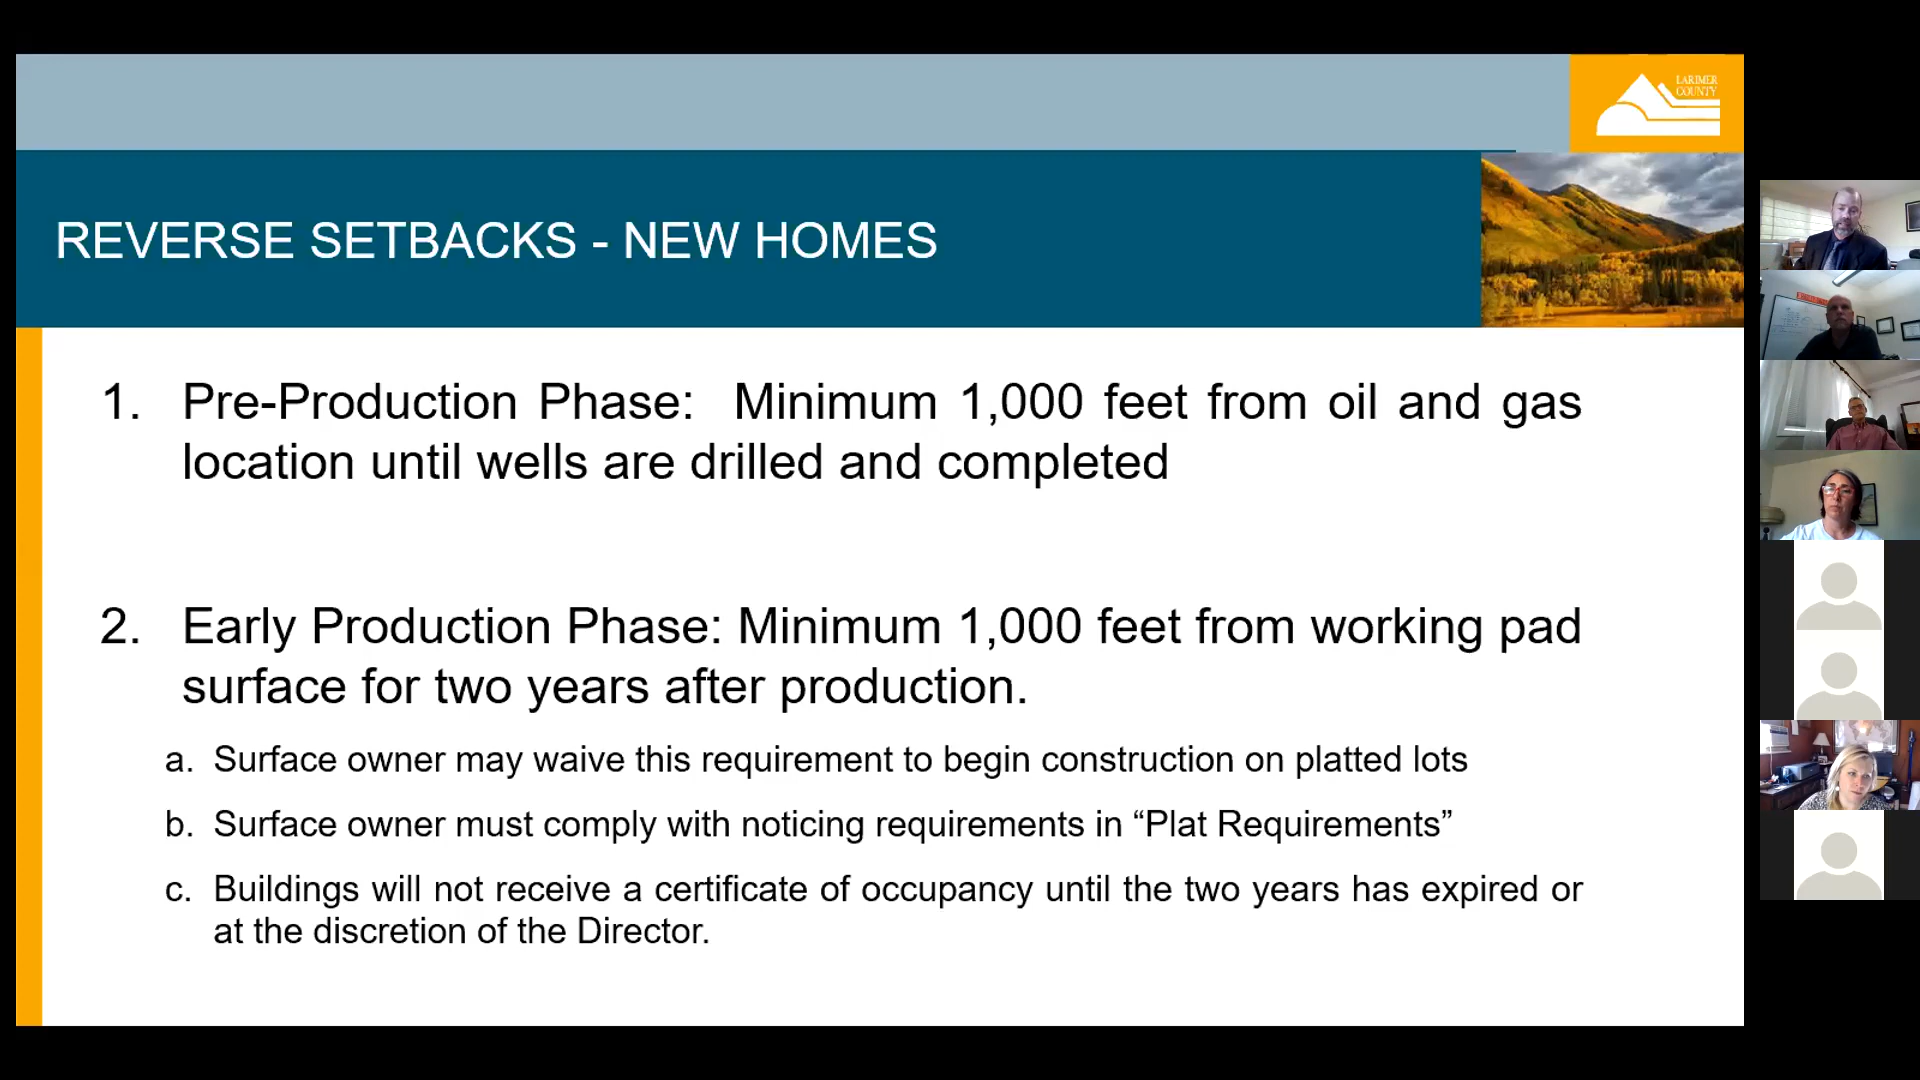 LARIMER
COUNTY
REVERSE SETBACKS - NEW HOMES
1. Pre-Production Phase: Minimum 1,000 feet from oil and gas
location until wells are drilled and completed
2. Early Production Phase: Minimum 1,000 feet from working pad
surface for two years after production.
a. Surface owner may waive this requirement to begin construction on platted lots
b. Surface owner must comply with noticing requirements in “Plat Requirements”
c. Buildings will not receive a certificate of occupancy until the two years has expired or
at the discretion of the Director.